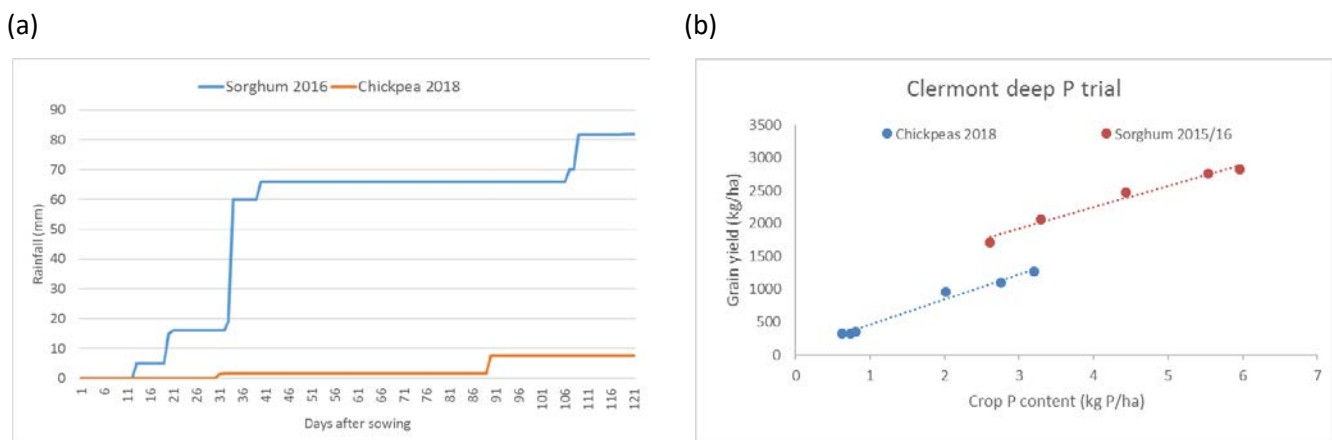 (a)
(b)
Sorghum 2016 Chickpea 2018
Rainfall (mm)
90
80
70
60
50
40
30
20
10
0
1 6 11 16 21 26 31 36 41 46 51 56 61 66 71 76 81 86 91 96 101 106 111 116 121
Days after sowing
Clermont deep P trial
Chickpeas 2018 Sorghum 2015/16
Grain yield (kg/ha)
3500
3000
2500
2000
1500
1000
500
0
0 1 2 3 4 5 6 7
Crop P content (kg P/ha)